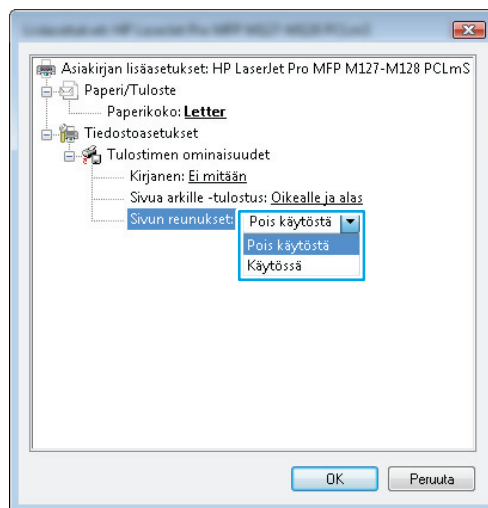 Asiakirjan lisäasetukset: HP LaserJet Pro MFP M127-M128 PCLmS
Paperi/Tuloste
Paperikoko: Letter
Tiedostoasetukset
Tulostimen ominaisuudet
Kirjanen: Ei mitään
Sivua arkille -tulostus: Oikealle ja alas
Sivun reunukset: Pois käytöstä
Pois käytöstä
Käytössä
OK Peruuta